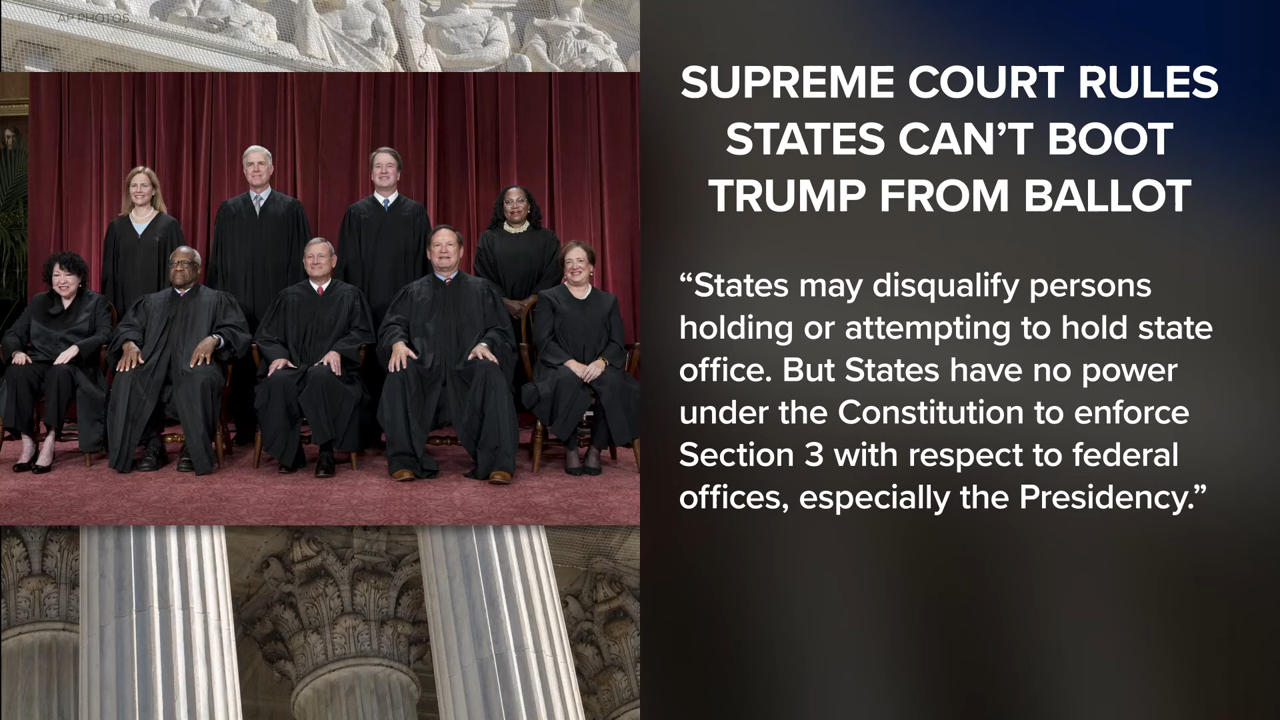 AP PHOTOS
SUPREME COURT RULES
STATES CAN’T BOOT
TRUMP FROM BALLOT
“States may disqualify persons
holding or attempting to hold state
office. But States have no power
under the Constitution to enforce
Section 3 with respect to federal
offices, especially the Presidency.”